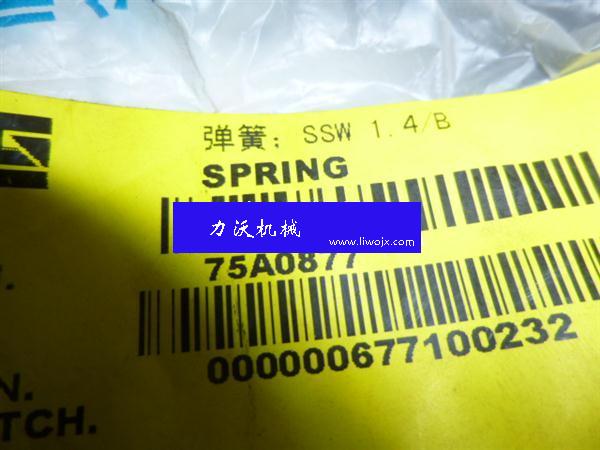 弹簧: SSW 1.4/B
SPRING
力沃机械
www.liwojx.com
75A0877
000000677100232
N.
TCH.